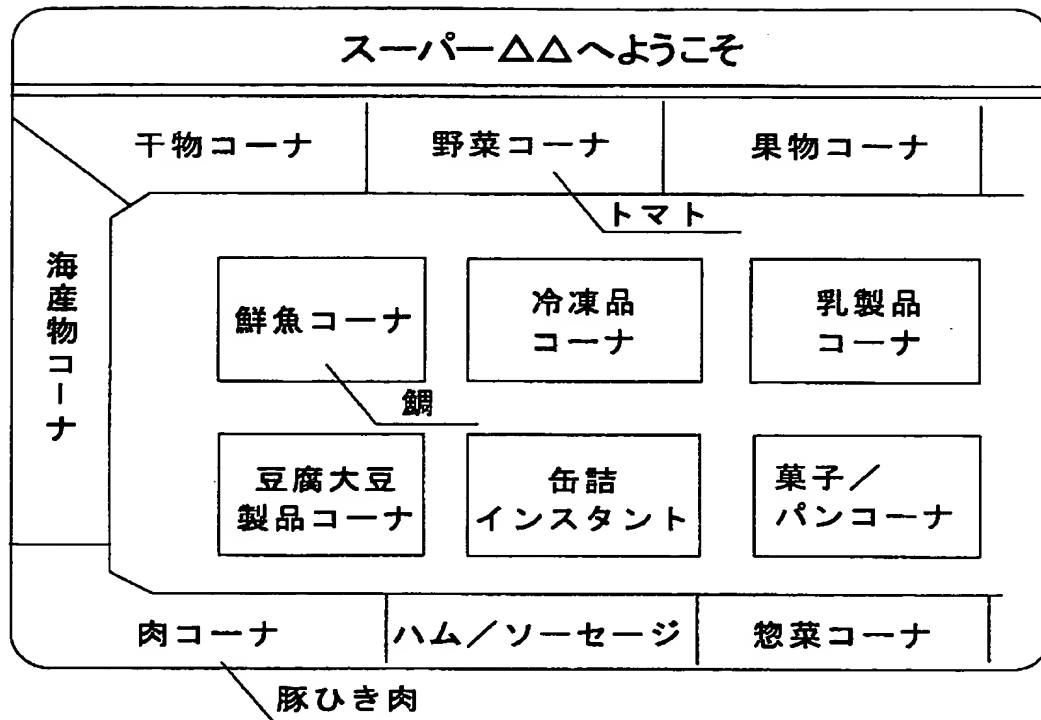 スーパー△△へようこそ
干物コーナ
野菜コーナ
果物コーナ
トマト
海産物コーナ
鮮魚コーナ
冷凍品
コーナ
乳製品
コーナ
鯛
豆腐大豆
製品コーナ
缶詰
インスタント
菓子／
パンコーナ
肉コーナ
ハム／ソーセージ
惣菜コーナ
豚ひき肉